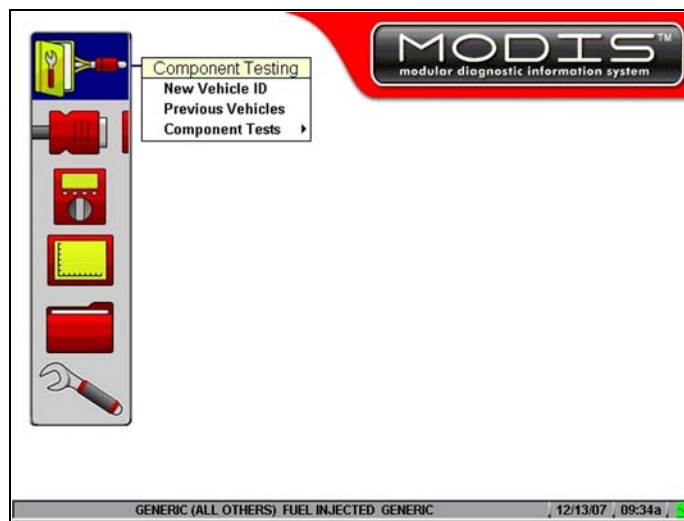 MODIS™
modular diagnostic information system
Component Testing
New Vehicle ID
Previous Vehicles
Component Tests
GENERIC (ALL OTHERS) FUEL INJECTED GENERIC
12/13/07
09:34a